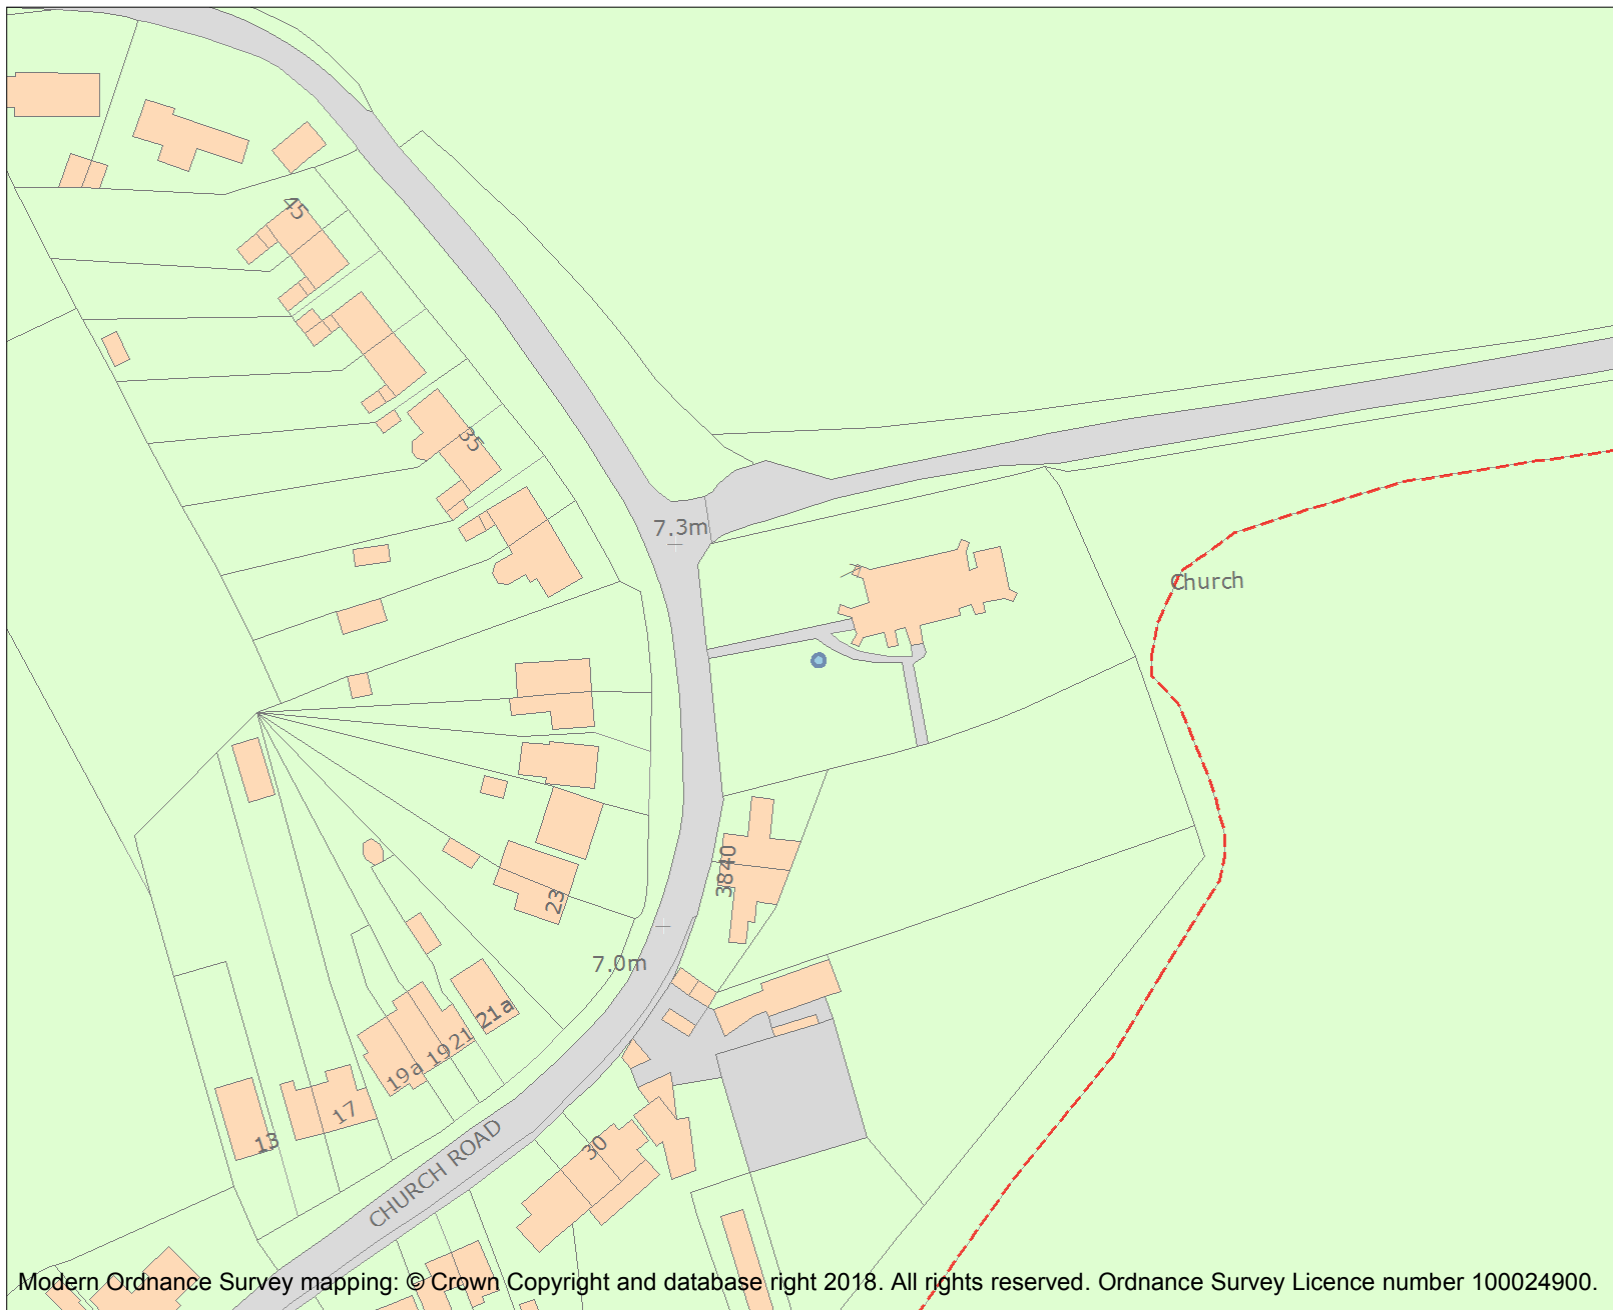 45
35
7.3m
Church
3840
23
7.0m
21a
21
19
19a
17
13
30
CHURCH ROAD
Modern Ordnance Survey mapping: © Crown Copyright and database right 2018. All rights reserved. Ordnance Survey Licence number 100024900.